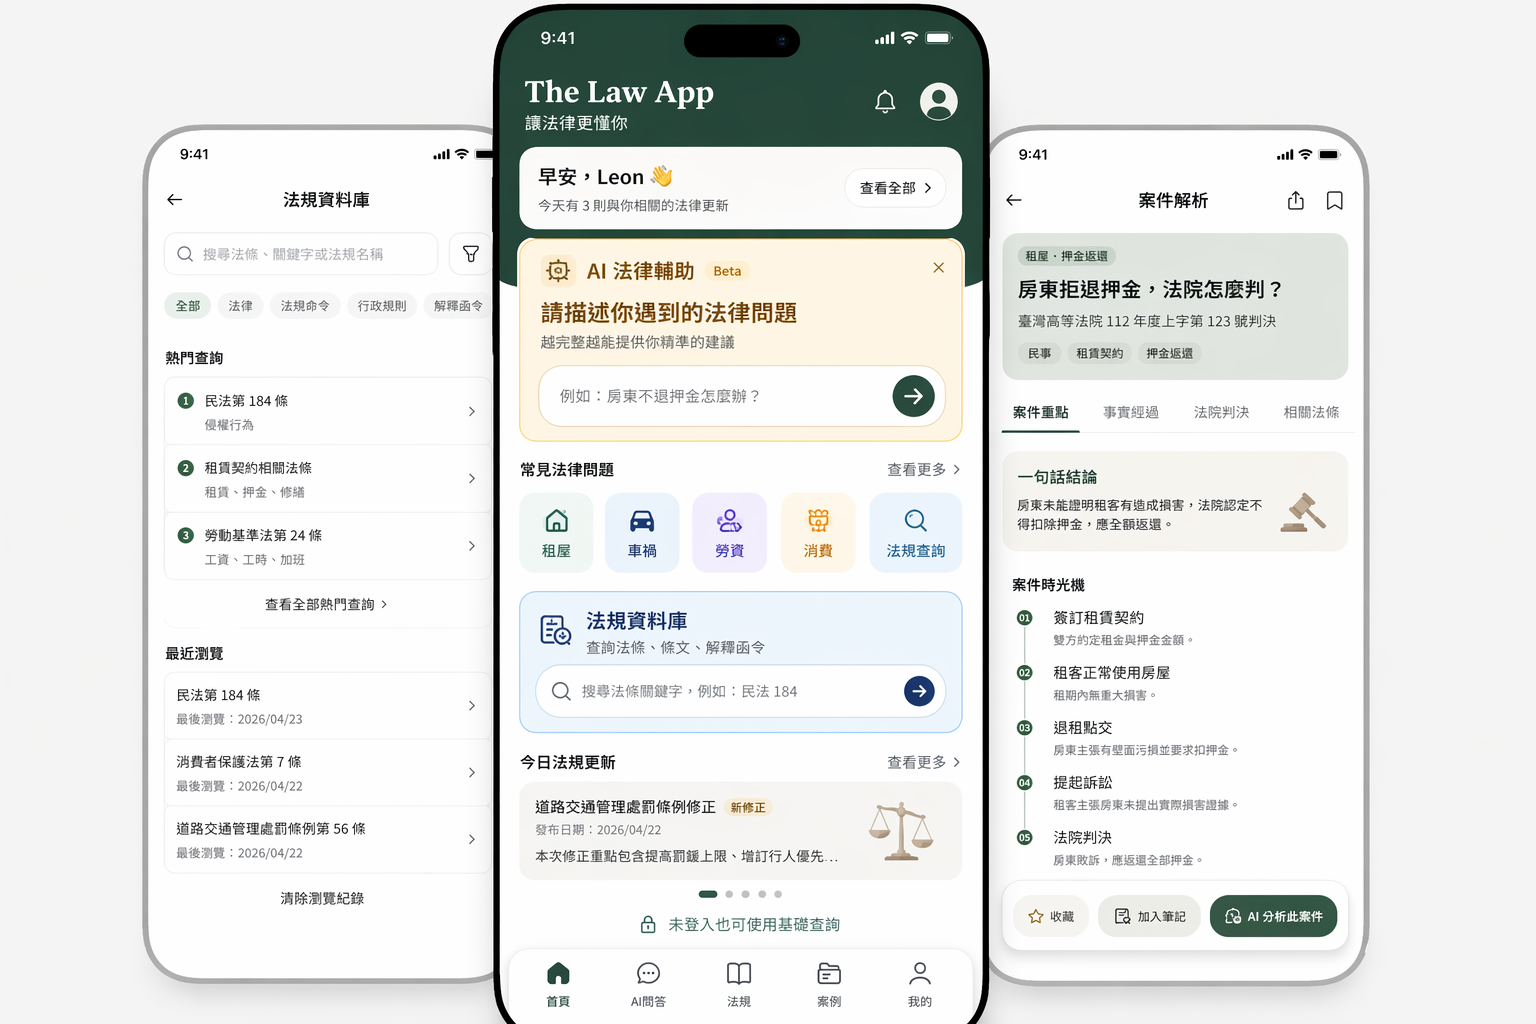 9:41
法規資料庫
搜尋法條、關鍵字或法規名稱
全部
法律
法規命令
行政規則
解釋函令
熱門查詢
1
民法第 184 條
侵權行為
2
租賃契約相關法條
租賃、押金、修繕
3
勞動基準法第 24 條
工資、工時、加班
查看全部熱門查詢
最近瀏覽
民法第 184 條
最後瀏覽：2026/04/23
消費者保護法第 7 條
最後瀏覽：2026/04/22
道路交通管理處罰條例第 56 條
最後瀏覽：2026/04/22
清除瀏覽紀錄
9:41
The Law App
讓法律更懂你
早安，Leon 👋
今天有 3 則與你相關的法律更新
查看全部
AI 法律輔助
Beta
請描述你遇到的法律問題
越完整越能提供你精準的建議
例如：房東不退押金怎麼辦？
常見法律問題
查看更多
租屋
車禍
勞資
消費
法規查詢
法規資料庫
查詢法條、條文、解釋函令
搜尋法條關鍵字，例如：民法 184
今日法規更新
查看更多
道路交通管理處罰條例修正
新修正
發布日期：2026/04/22
本次修正重點包含提高罰鍰上限、增訂行人優先…
未登入也可使用基礎查詢
首頁
AI問答
法規
案例
我的
9:41
案件解析
租屋・押金返還
房東拒退押金，法院怎麼判？
臺灣高等法院 112 年度上字第 123 號判決
民事
租賃契約
押金返還
案件重點
事實經過
法院判決
相關法條
一句話結論
房東未能證明租客有造成損害，法院認定不
得扣除押金，應全額返還。
案件時光機
01
簽訂租賃契約
雙方約定租金與押金金額。
02
租客正常使用房屋
租期內無重大損害。
03
退租點交
房東主張有壁面污損並要求扣押金。
04
提起訴訟
租客主張房東未提出實際損害證據。
05
法院判決
房東敗訴，應返還全部押金。
收藏
加入筆記
AI 分析此案件